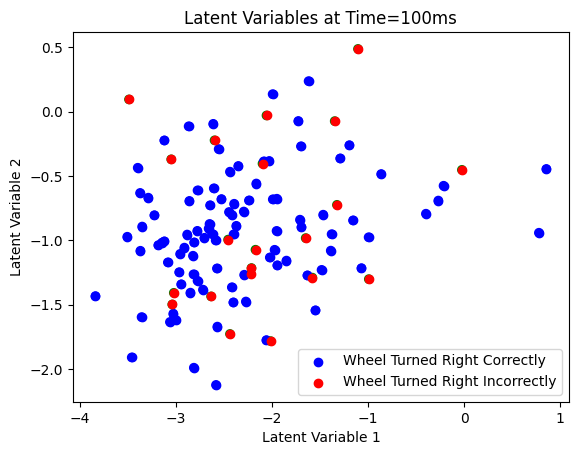 Latent Variables at Time=100ms
0.5
0.0
−0.5
−1.0
−1.5
−2.0
Latent Variable 2
Wheel Turned Right Correctly
Wheel Turned Right Incorrectly
−4
−3
−2
−1
0
1
Latent Variable 1